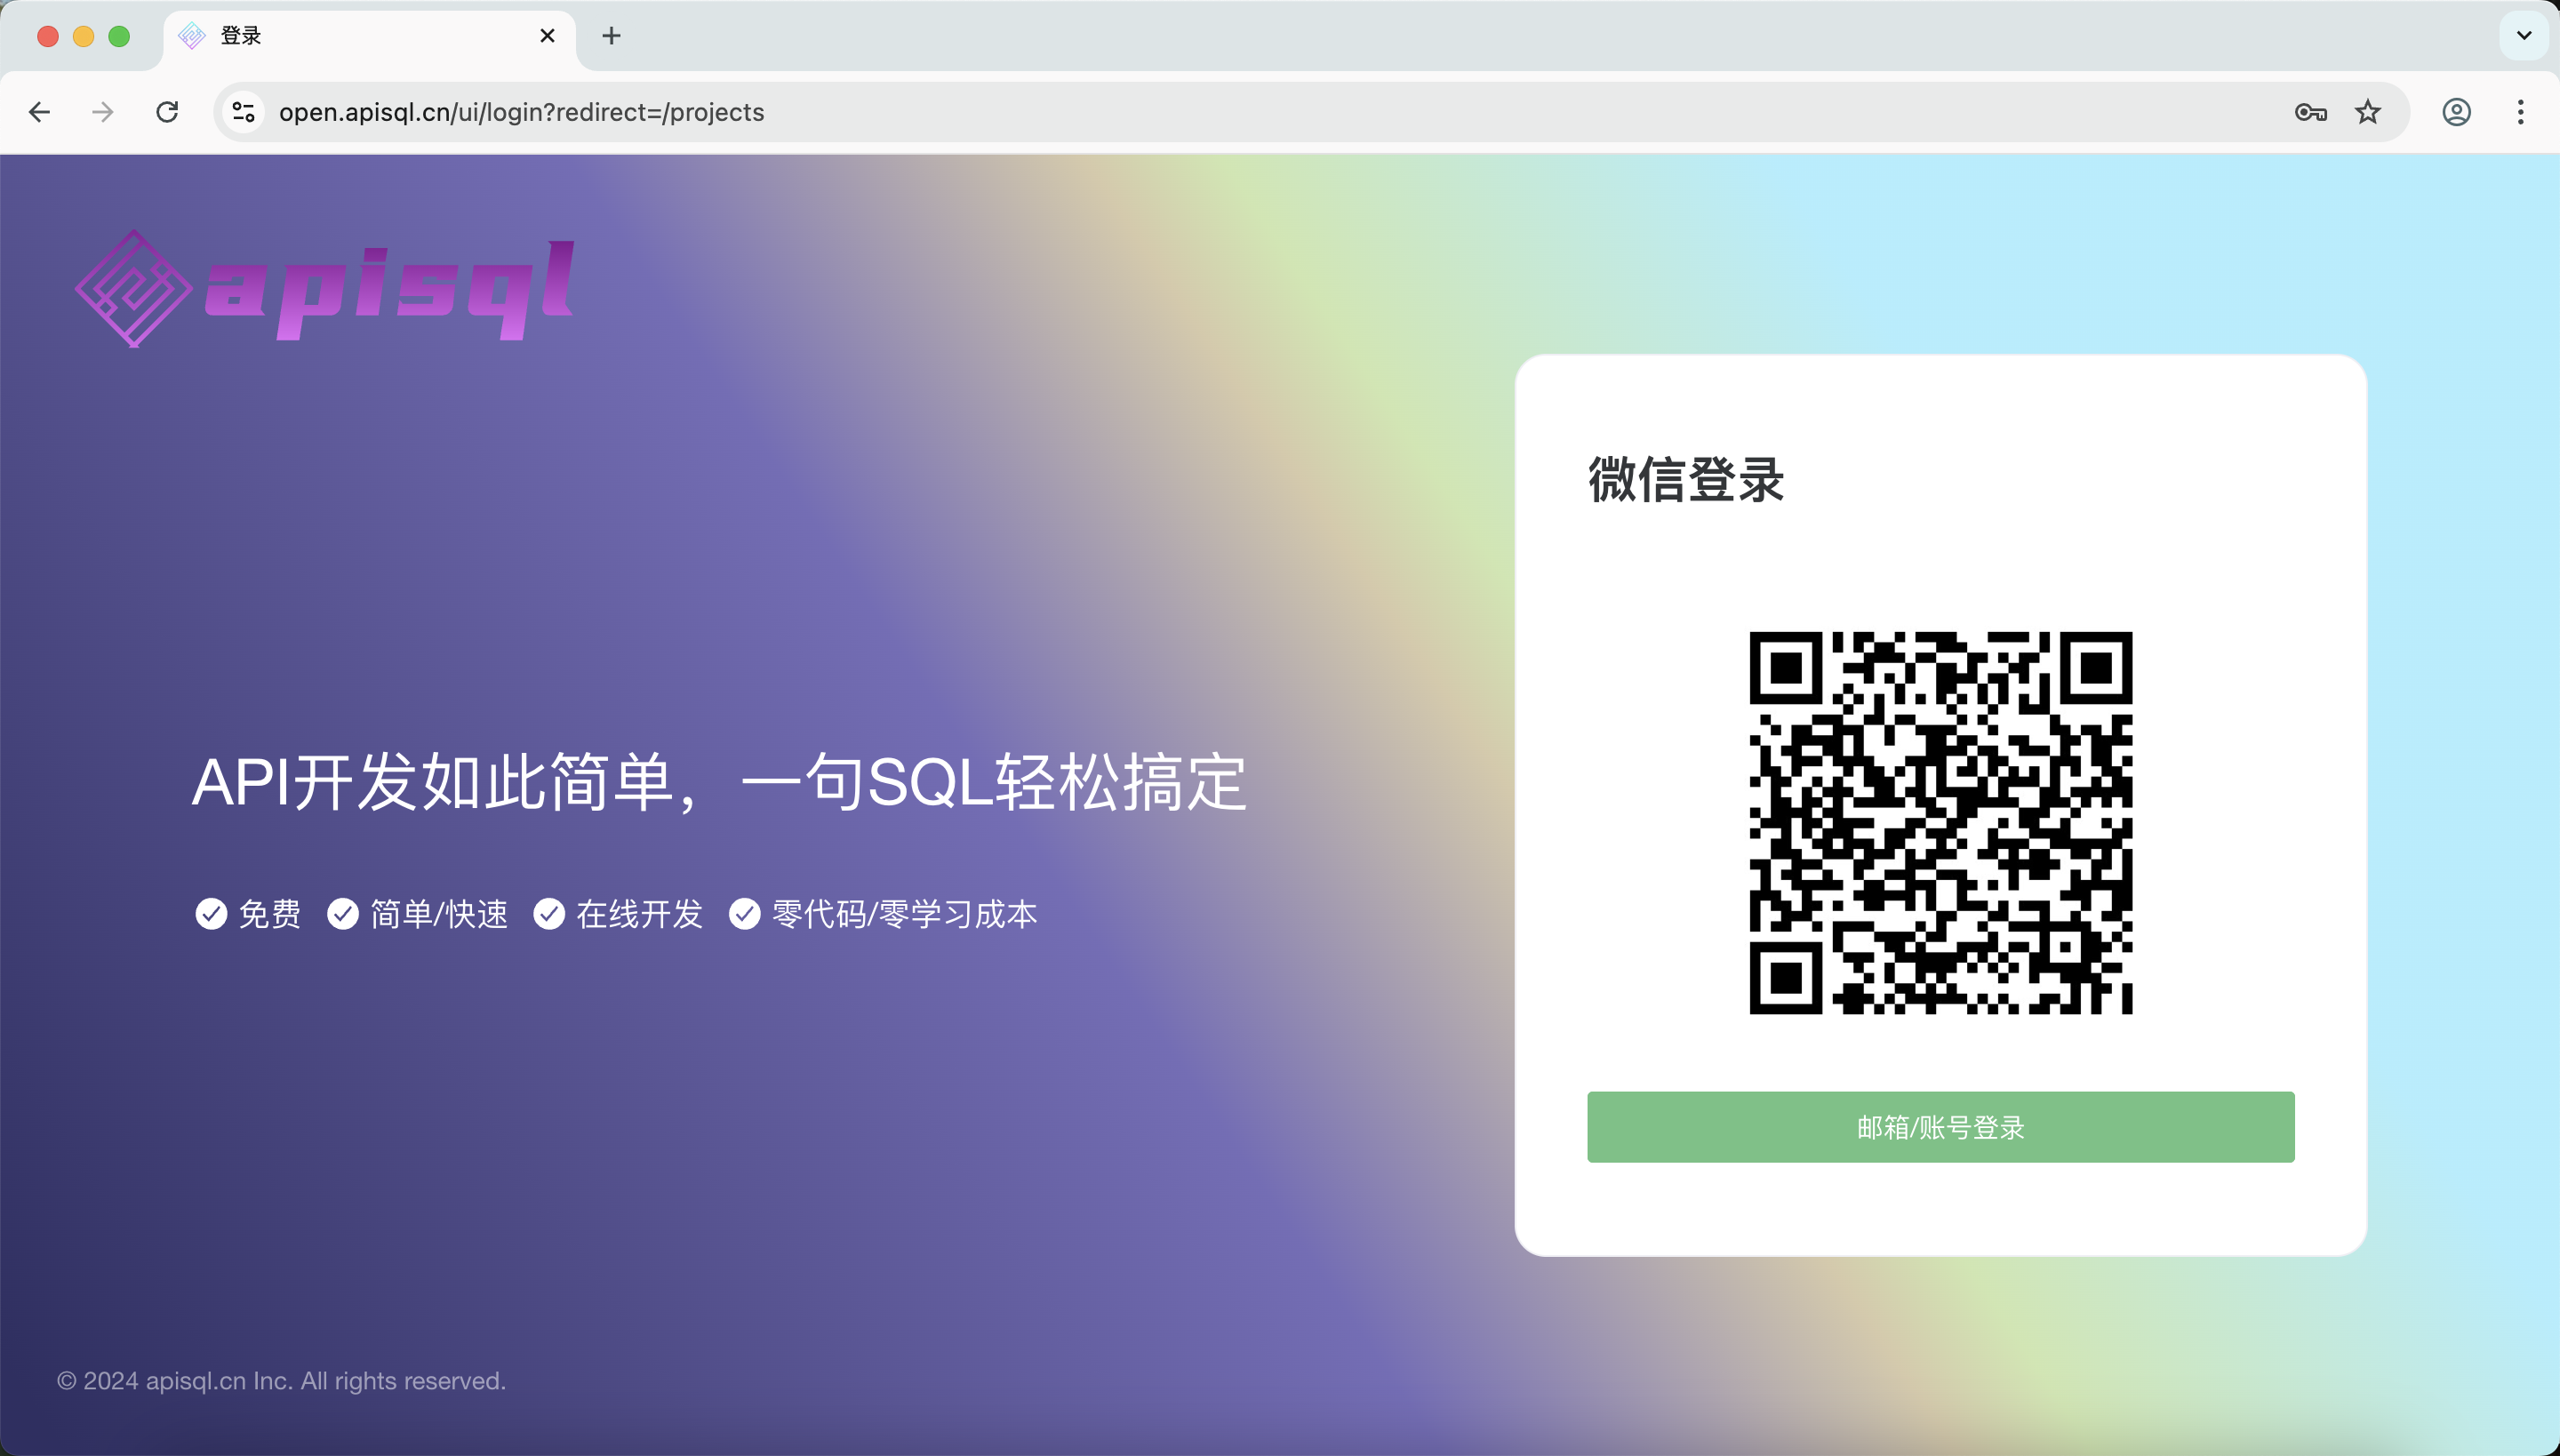 登录
open.apisql.cn/ui/login?redirect=/projects
apisql
微信登录
API开发如此简单，一句SQL轻松搞定
免费 简单/快速 在线开发 零代码/零学习成本
邮箱/账号登录
© 2024 apisql.cn Inc. All rights reserved.